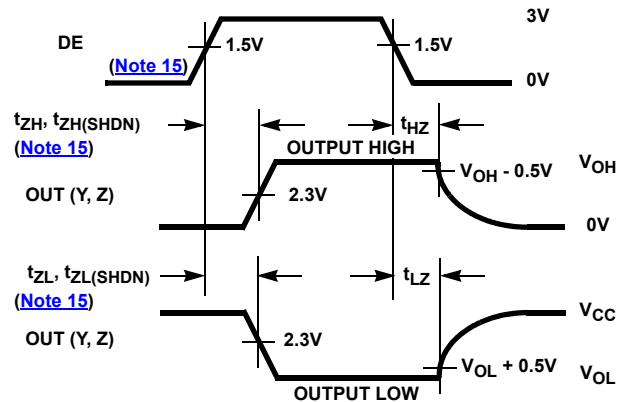 3V
DE
1.5V
1.5V
(Note 15)
0V
tZH, tZH(SHDN)
(Note 15)
tHZ
OUTPUT HIGH
VOH - 0.5V
VOH
OUT (Y, Z)
2.3V
0V
tZL, tZL(SHDN)
(Note 15)
tLZ
VCC
OUT (Y, Z)
2.3V
VOL + 0.5V
VOL
OUTPUT LOW